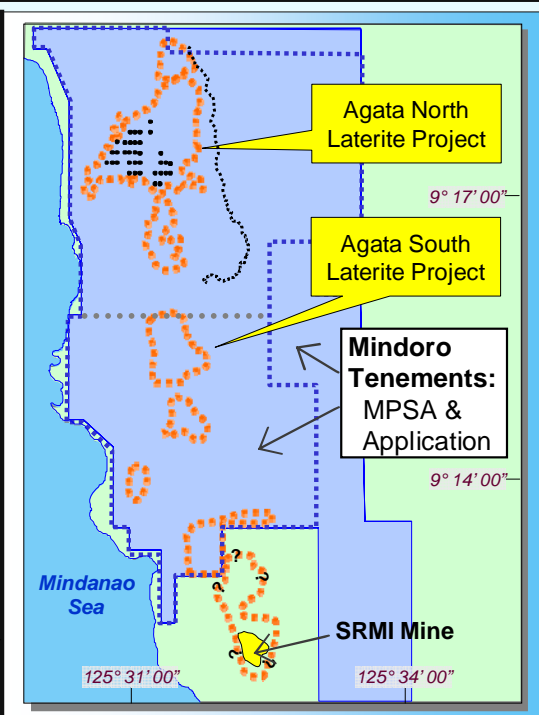 Agata North
Laterite Project
9° 17' 00"
Agata South
Laterite Project
Mindoro
Tenements:
MPSA &
Application
9° 14' 00"
Mindanao
Sea
?
?
?
?
?
SRMI Mine
125° 31' 00"
125° 34' 00"